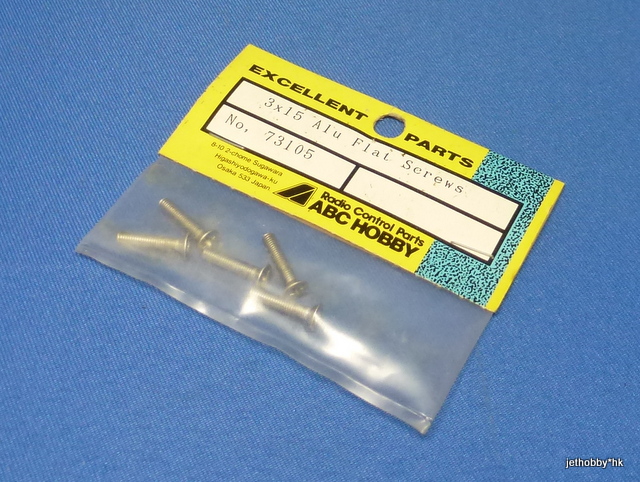 EXCELLENT PARTS
3x15 Alu Flat Screws
No, 73105
8-10 2-chome Sugawara
Higashiyodogawa-ku
Osaka 533 Japan
Radio Control Parts
ABC HOBBY
jethobby*hk